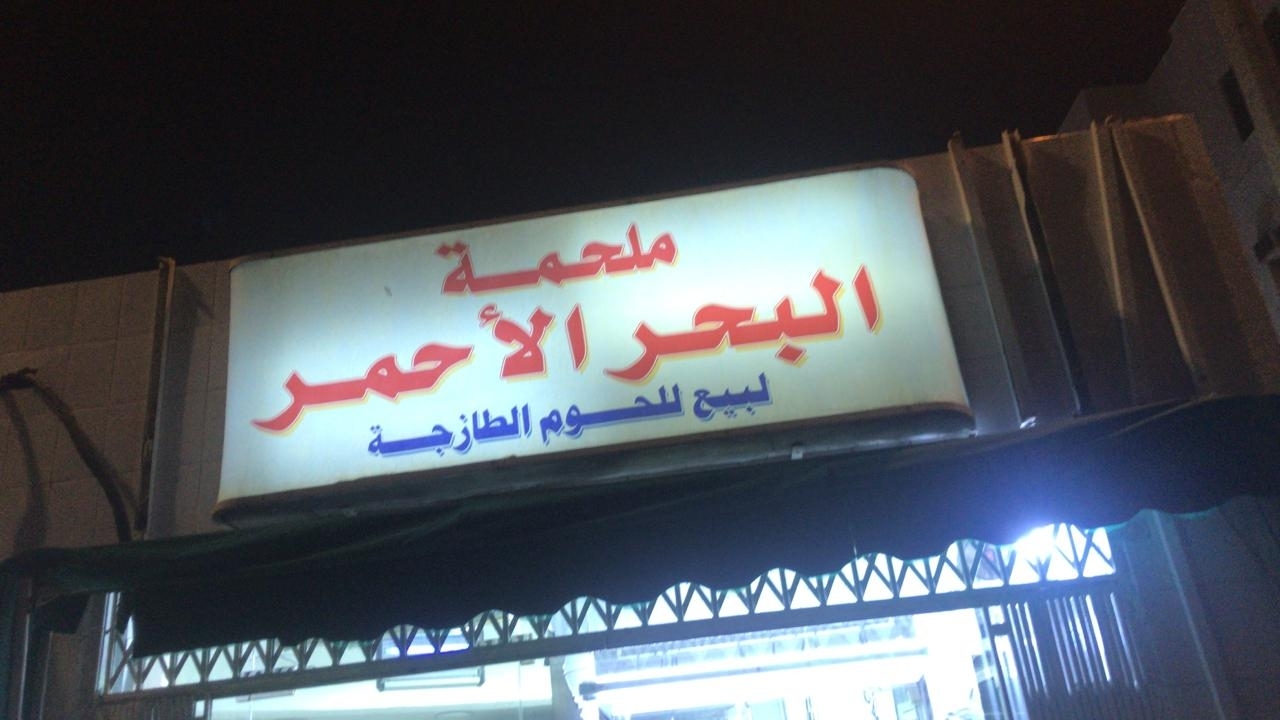 ملحمة
البحر الأحمر
لبيع للحوم الطازجة